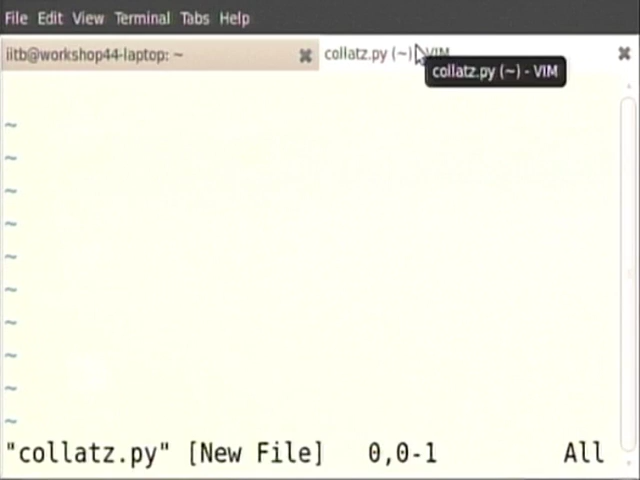 File Edit View Terminal Tabs Help
iitb@workshop44-laptop: ~ collatz.py (~) - VIM
collatz.py (~) - VIM
~
~
~
~
~
~
~
~
~
~
"collatz.py" [New File] 0,0-1 All